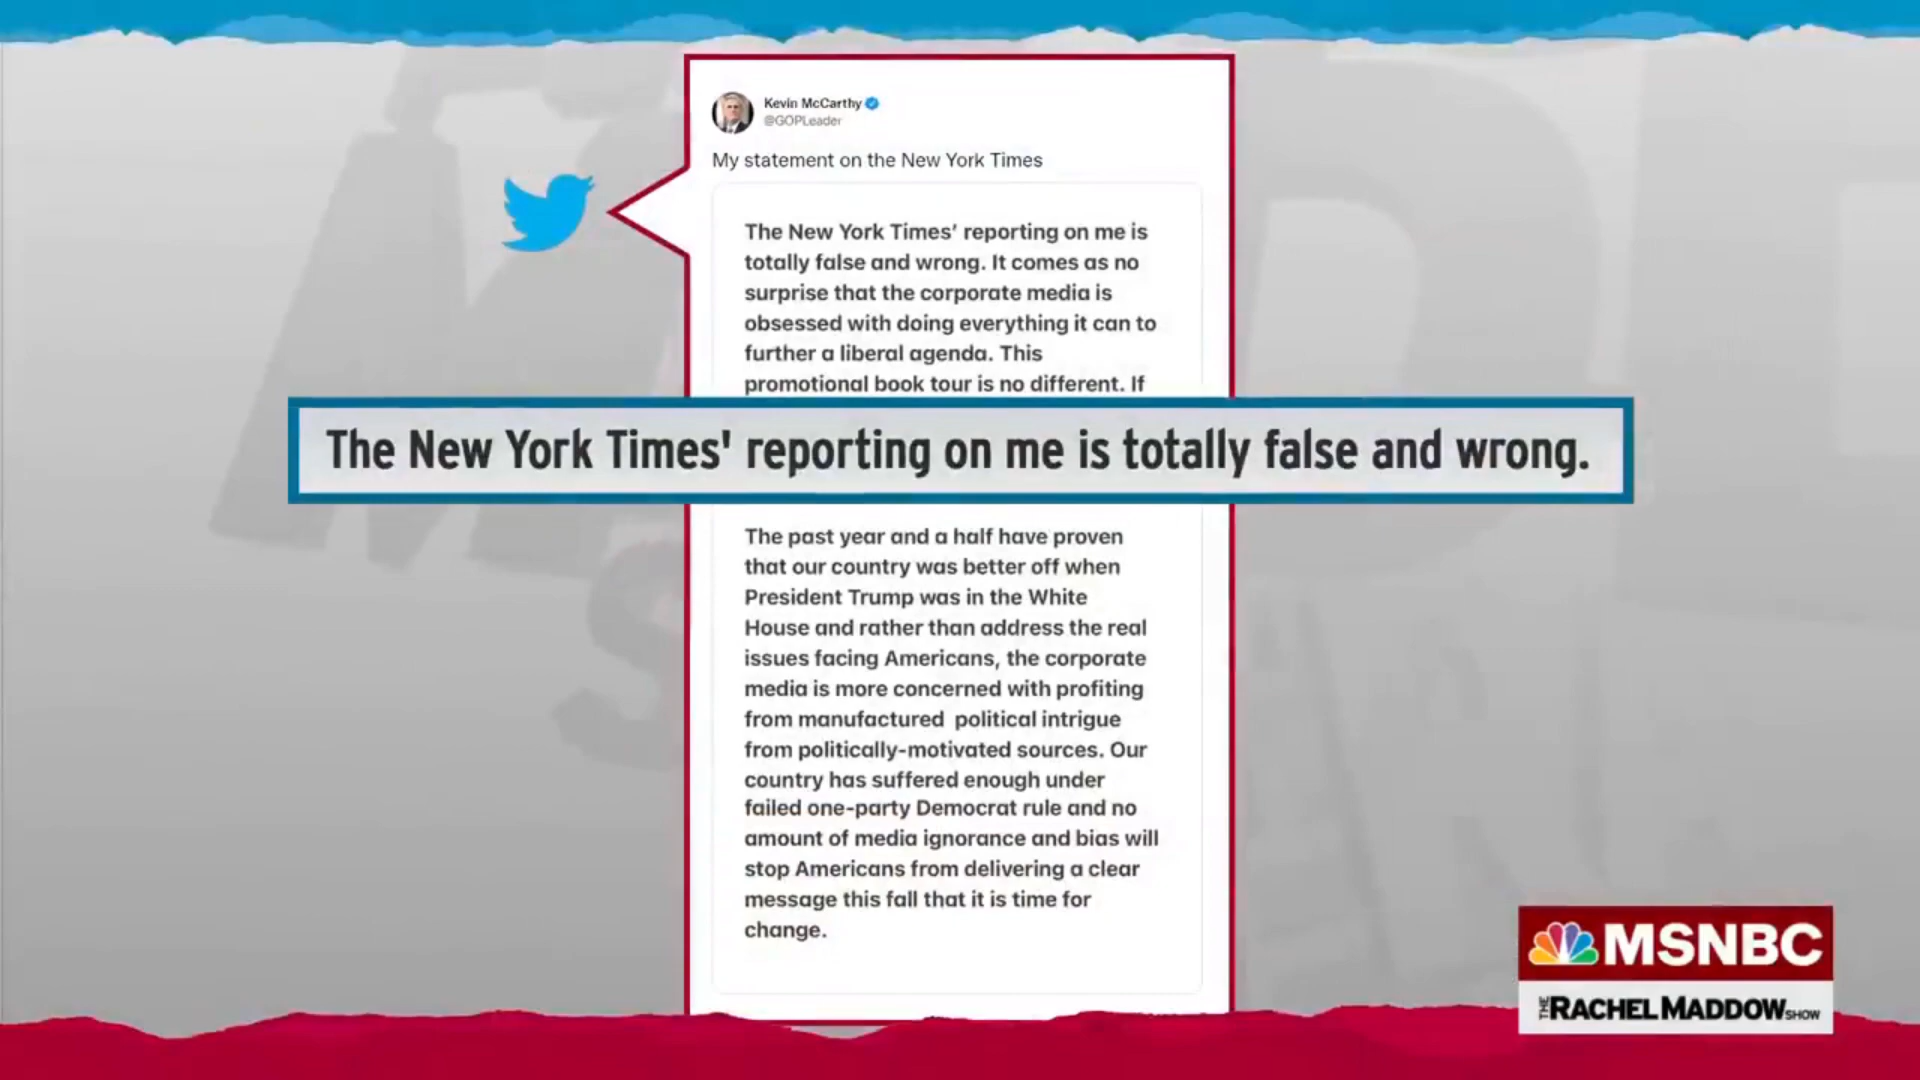 Kevin McCarthy
@GOPLeader
My statement on the New York Times
The New York Times' reporting on me is
totally false and wrong. It comes as no
surprise that the corporate media is
obsessed with doing everything it can to
further a liberal agenda. This
promotional book tour is no different. If
The New York Times' reporting on me is totally false and wrong.
The past year and a half have proven
that our country was better off when
President Trump was in the White
House and rather than address the real
issues facing Americans, the corporate
media is more concerned with profiting
from manufactured  political intrigue
from politically-motivated sources. Our
country has suffered enough under
failed one-party Democrat rule and no
amount of media ignorance and bias will
stop Americans from delivering a clear
message this fall that it is time for
change.
MSNBC
THE RACHEL MADDOW SHOW